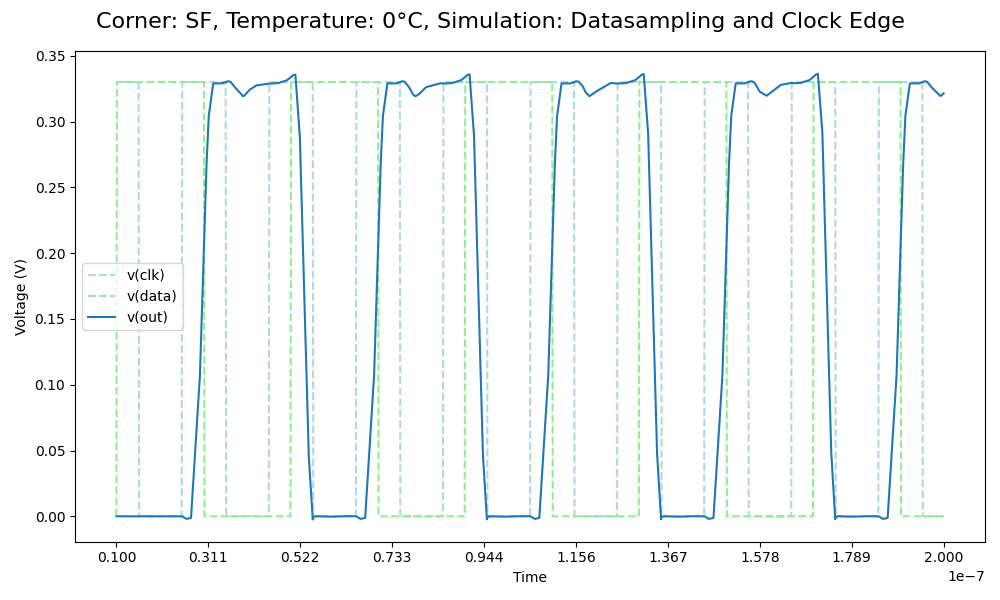 Corner: SF, Temperature: 0°C, Simulation: Datasampling and Clock Edge
Voltage (V)
0.35
0.30
0.25
0.20
0.15
0.10
0.05
0.00
v(clk)
v(data)
v(out)
0.100 0.311 0.522 0.733 0.944 1.156 1.367 1.578 1.789 2.000
Time
1e−7